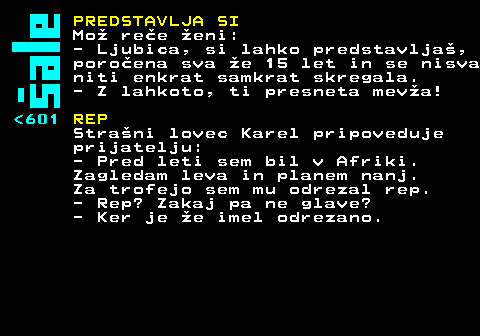 Šale
PREDSTAVLJA SI
Mož reče ženi:
- Ljubica, si lahko predstavljaš,
poročena sva že 15 let in se nisva
niti enkrat samkrat skregala.
- Z lahkoto, ti presneta mevža!
<601 REP
Strašni lovec Karel pripoveduje
prijatelju:
- Pred leti sem bil v Afriki.
Zagledam leva in planem nanj.
Za trofejo sem mu odrezal rep.
- Rep? Zakaj pa ne glave?
- Ker je že imel odrezano.